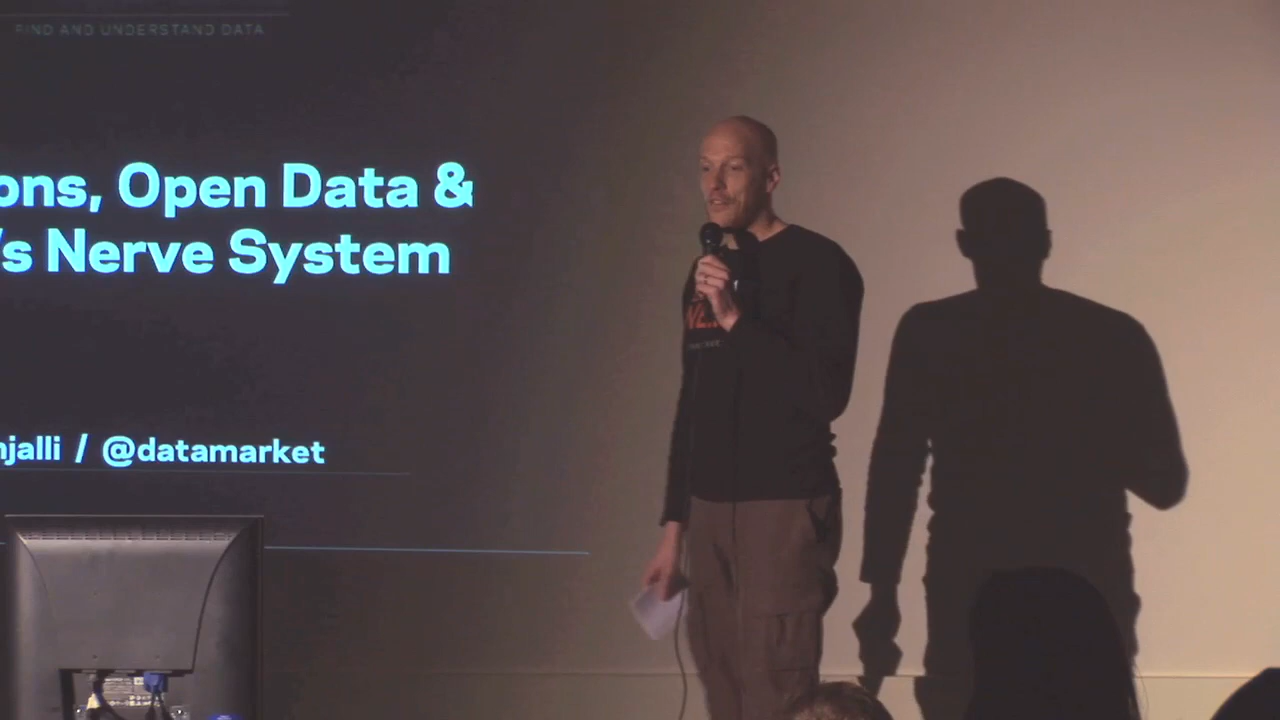 FIND AND UNDERSTAND DATA
ons, Open Data &
's Nerve System
njalli / @datamarket